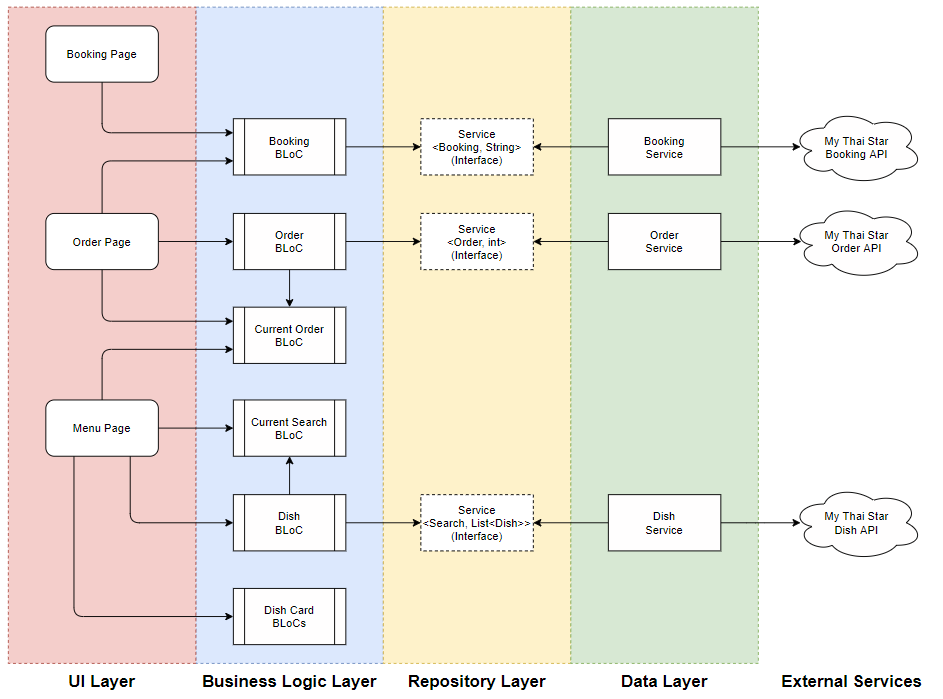 Booking Page
Booking
BLoC
Service
<Booking, String>
(Interface)
Booking
Service
My Thai Star
Booking API
Order Page
Order
BLoC
Service
<Order, int>
(Interface)
Order
Service
My Thai Star
Order API
Current Order
BLoC
Menu Page
Current Search
BLoC
Dish
BLoC
Service
<Search, List<Dish>>
(Interface)
Dish
Service
My Thai Star
Dish API
Dish Card
BLoCs
UI Layer
Business Logic Layer
Repository Layer
Data Layer
External Services